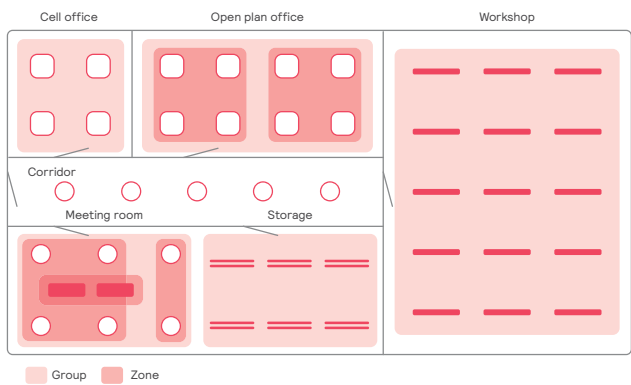 Cell office
Open plan office
Workshop
Corridor
Meeting room
Storage
Group
Zone